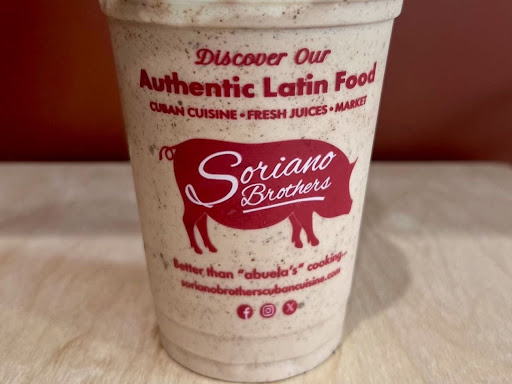 Discover Our
Authentic Latin Food
CUBAN CUISINE • FRESH JUICES • MARKET
Soriano
Brothers
Better than "abuela's" cooking...
sorianobrotherscubancuisine.com